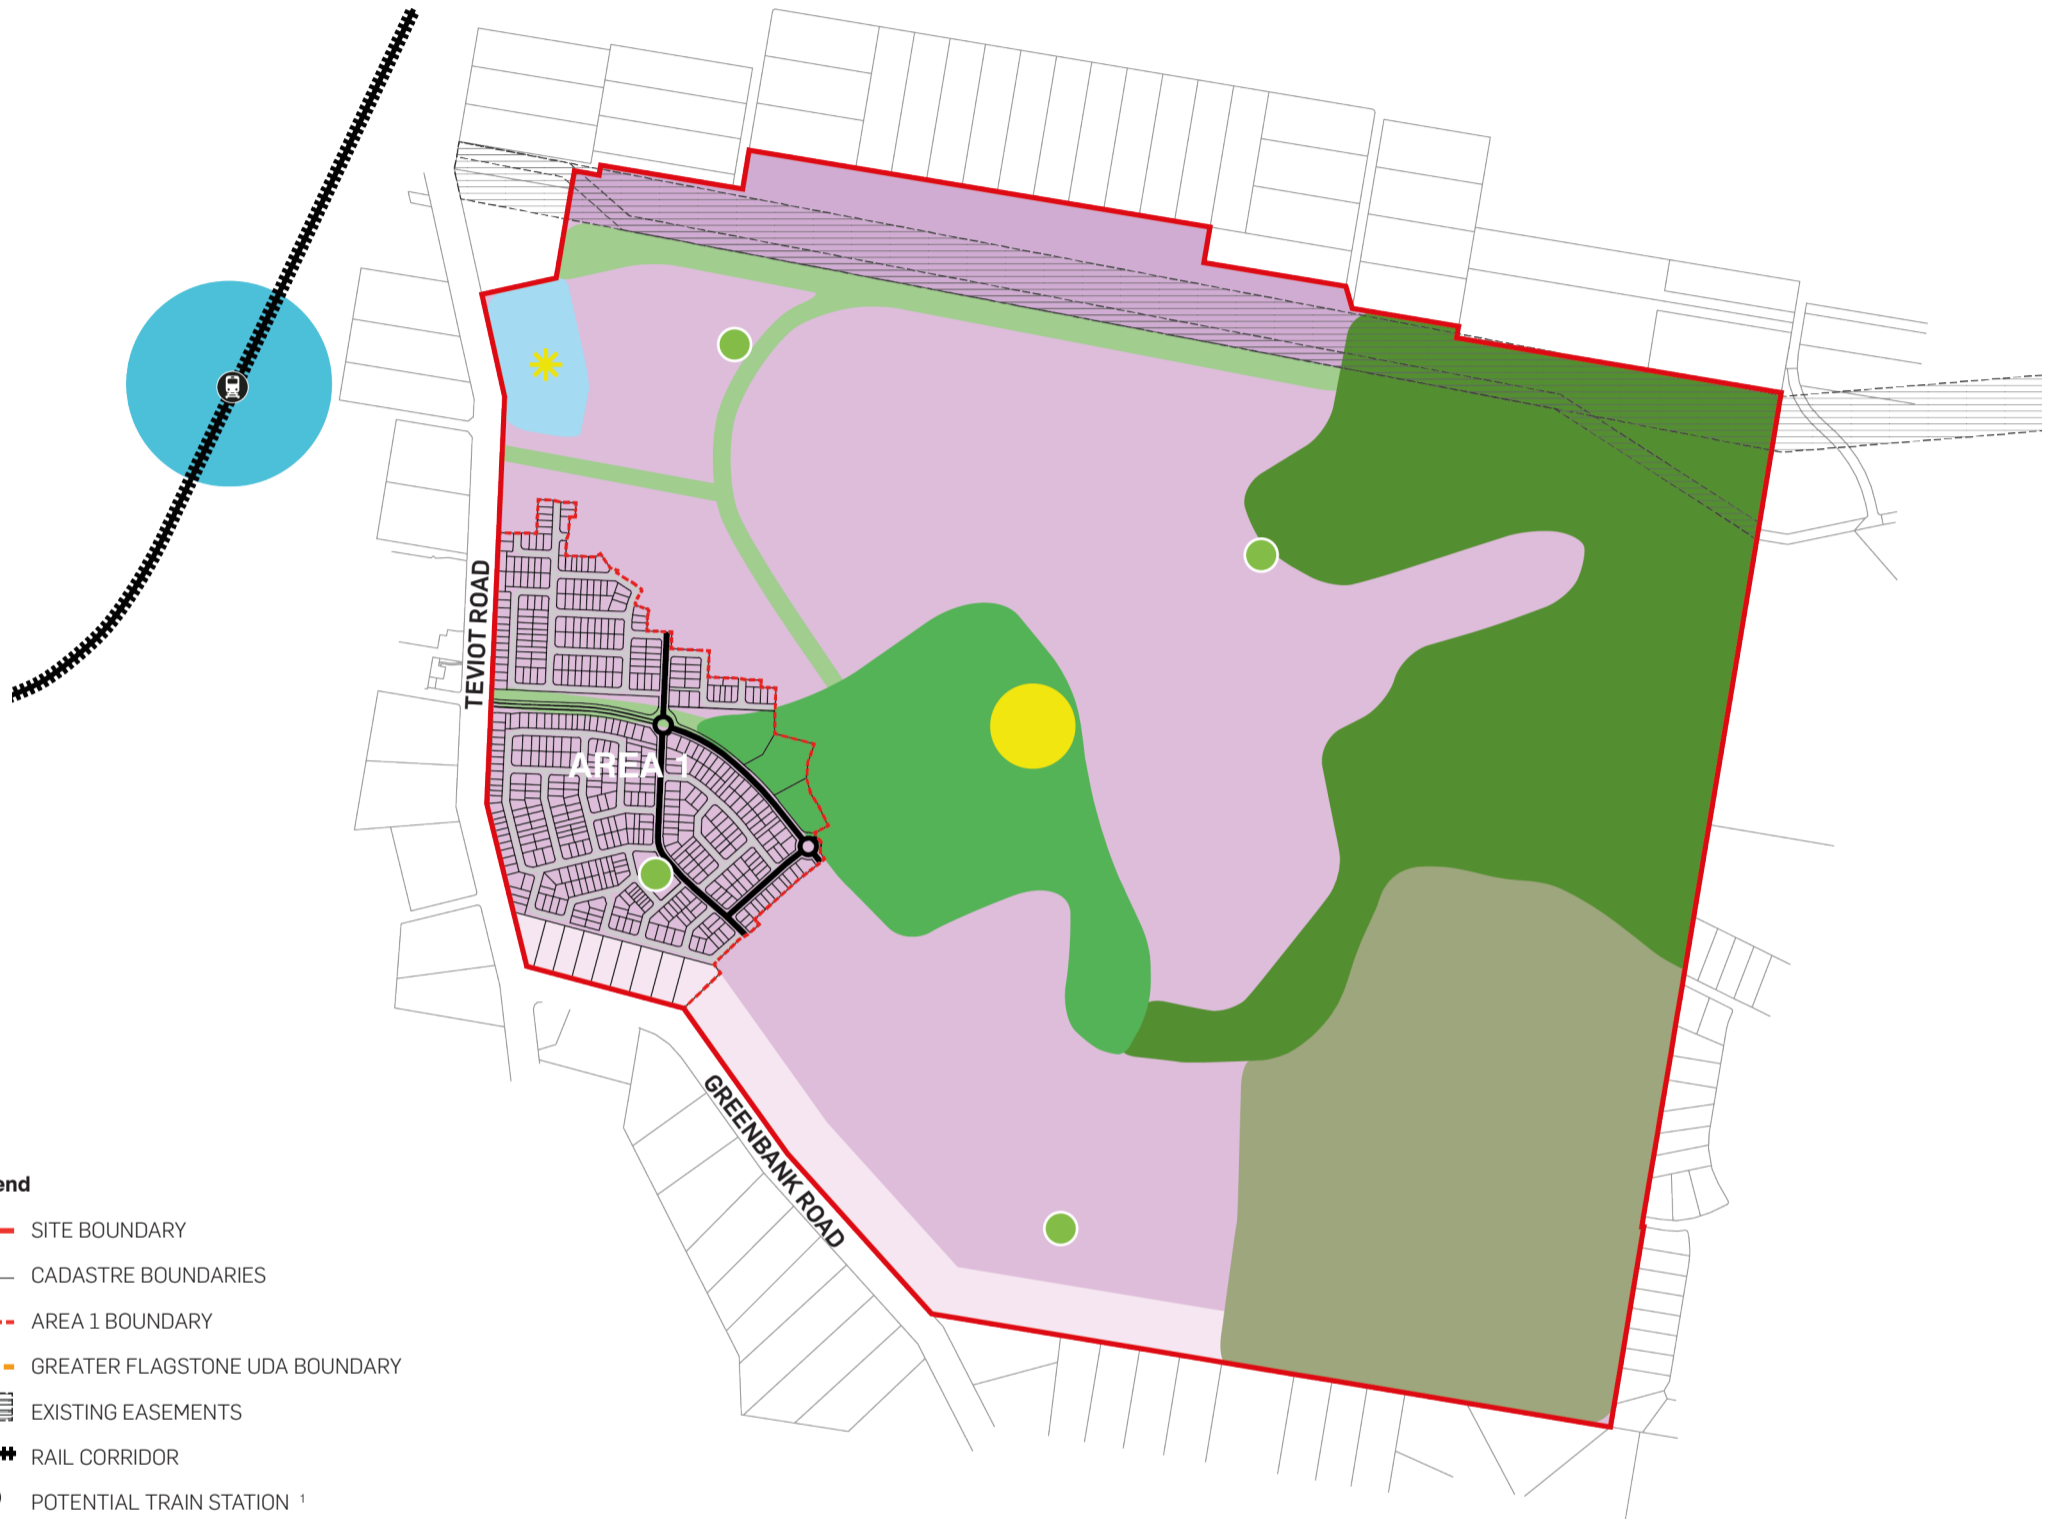 TEVIOT ROAD
AREA 1
GREENBANK ROAD
end
SITE BOUNDARY
CADASTRE BOUNDARIES
AREA 1 BOUNDARY
GREATER FLAGSTONE UDA BOUNDARY
EXISTING EASEMENTS
RAIL CORRIDOR
POTENTIAL TRAIN STATION 1